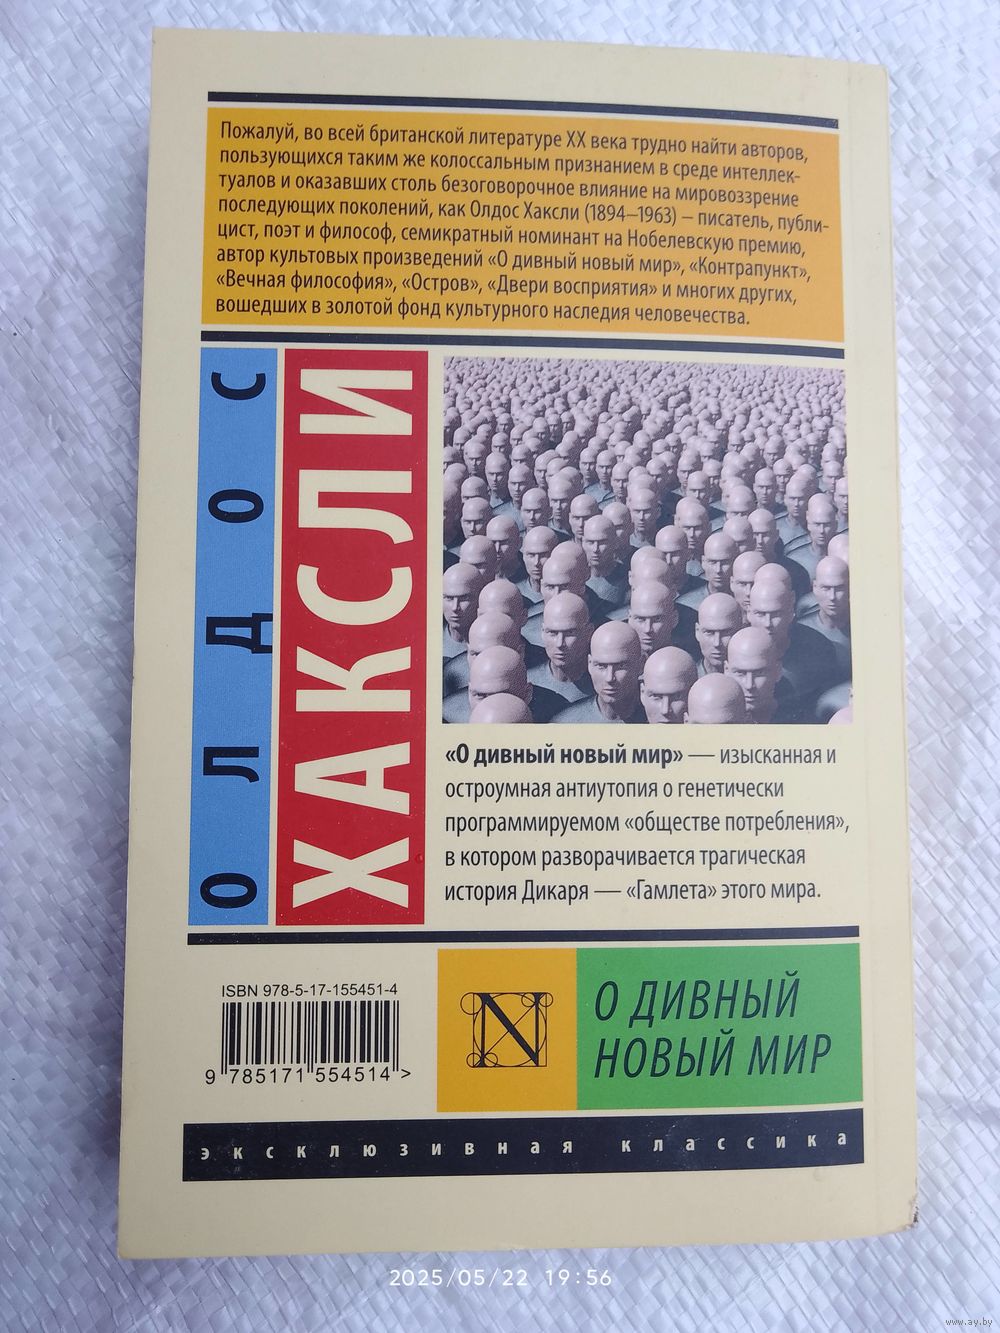 Пожалуй, во всей британской литературе XX века трудно найти авторов,
пользующихся таким же колоссальным признанием в среде интеллек-
туалов и оказавших столь безоговорочное влияние на мировоззрение
последующих поколений, как Олдос Хаксли (1894–1963) – писатель, публи-
цист, поэт и философ, семикратный номинант на Нобелевскую премию,
автор культовых произведений «О дивный новый мир», «Контрапункт»,
«Вечная философия», «Остров», «Двери восприятия» и многих других,
вошедших в золотой фонд культурного наследия человечества.
ОЛДОС
ХАКСЛИ
«О дивный новый мир» — изысканная и
остроумная антиутопия о генетически
программируемом «обществе потребления»,
в котором разворачивается трагическая
история Дикаря — «Гамлета» этого мира.
ISBN 978-5-17-155451-4
9 785171 554514 >
N
О ДИВНЫЙ
НОВЫЙ МИР
эксклюзивная классика
2025/05/22 19:56
www.ay.by